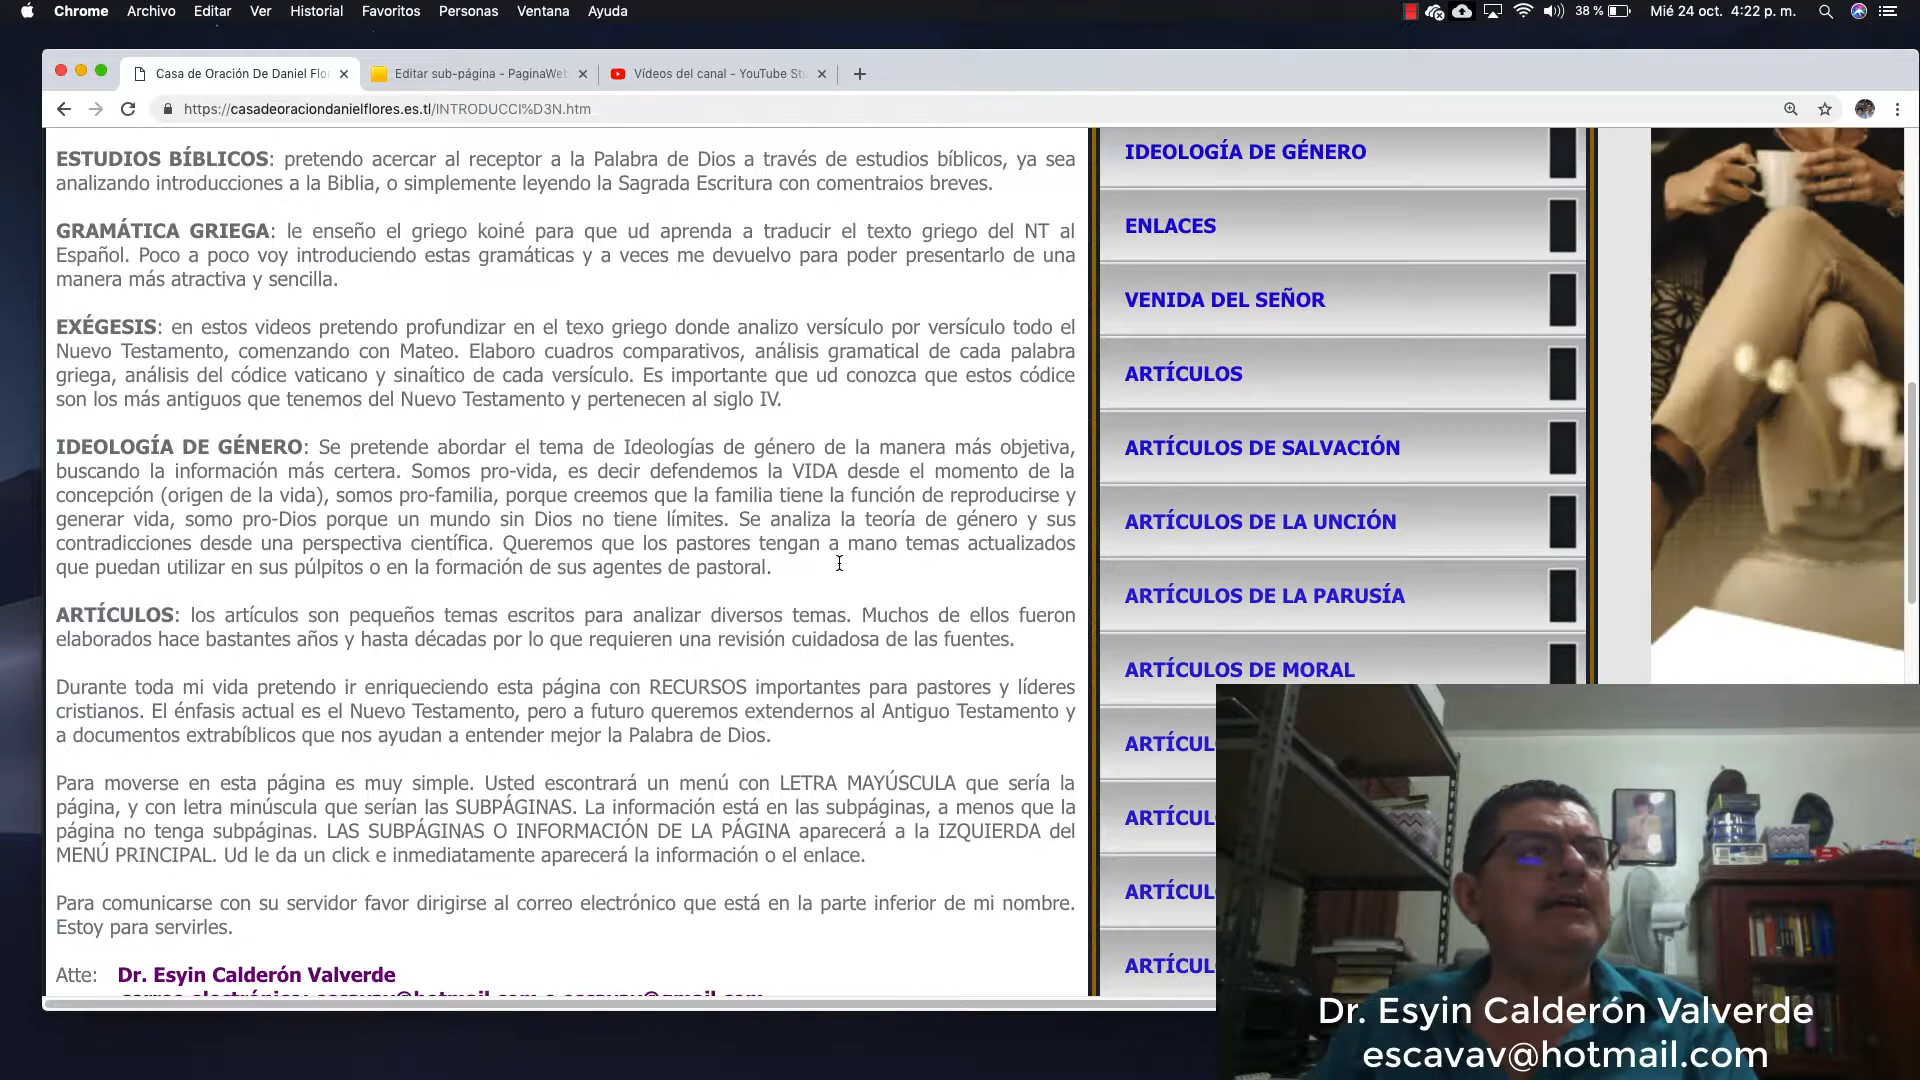 Chrome Archivo Editar Ver Historial Favoritos Personas Ventana Ayuda
38 % Mié 24 oct. 4:22 p. m.
Casa de Oración De Daniel Flo
Editar sub-página - PaginaWeb
Vídeos del canal - YouTube St
https://casadeoraciondanielflores.es.tl/INTRODUCCI%D3N.htm
ESTUDIOS BÍBLICOS: pretendo acercar al receptor a la Palabra de Dios a través de estudios bíblicos, ya sea
analizando introducciones a la Biblia, o simplemente leyendo la Sagrada Escritura con comentraios breves.
GRAMÁTICA GRIEGA: le enseño el griego koiné para que ud aprenda a traducir el texto griego del NT al
Español. Poco a poco voy introduciendo estas gramáticas y a veces me devuelvo para poder presentarlo de una
manera más atractiva y sencilla.
EXÉGESIS: en estos videos pretendo profundizar en el texo griego donde analizo versículo por versículo todo el
Nuevo Testamento, comenzando con Mateo. Elaboro cuadros comparativos, análisis gramatical de cada palabra
griega, análisis del códice vaticano y sinaítico de cada versículo. Es importante que ud conozca que estos códice
son los más antiguos que tenemos del Nuevo Testamento y pertenecen al siglo IV.
IDEOLOGÍA DE GÉNERO: Se pretende abordar el tema de Ideologías de género de la manera más objetiva,
buscando la información más certera. Somos pro-vida, es decir defendemos la VIDA desde el momento de la
concepción (origen de la vida), somos pro-familia, porque creemos que la familia tiene la función de reproducirse y
generar vida, somo pro-Dios porque un mundo sin Dios no tiene límites. Se analiza la teoría de género y sus
contradicciones desde una perspectiva científica. Queremos que los pastores tengan a mano temas actualizados
que puedan utilizar en sus púlpitos o en la formación de sus agentes de pastoral.
ARTÍCULOS: los artículos son pequeños temas escritos para analizar diversos temas. Muchos de ellos fueron
elaborados hace bastantes años y hasta décadas por lo que requieren una revisión cuidadosa de las fuentes.
Durante toda mi vida pretendo ir enriqueciendo esta página con RECURSOS importantes para pastores y líderes
cristianos. El énfasis actual es el Nuevo Testamento, pero a futuro queremos extendernos al Antiguo Testamento y
a documentos extrabíblicos que nos ayudan a entender mejor la Palabra de Dios.
Para moverse en esta página es muy simple. Usted escontrará un menú con LETRA MAYÚSCULA que sería la
página, y con letra minúscula que serían las SUBPÁGINAS. La información está en las subpáginas, a menos que la
página no tenga subpáginas. LAS SUBPÁGINAS O INFORMACIÓN DE LA PÁGINA aparecerá a la IZQUIERDA del
MENÚ PRINCIPAL. Ud le da un click e inmediatamente aparecerá la información o el enlace.
Para comunicarse con su servidor favor dirigirse al correo electrónico que está en la parte inferior de mi nombre.
Estoy para servirles.
Atte: Dr. Esyin Calderón Valverde
correo electrónico: escavav@hotmail.com o escavav@gmail.com
IDEOLOGÍA DE GÉNERO
ENLACES
VENIDA DEL SEÑOR
ARTÍCULOS
ARTÍCULOS DE SALVACIÓN
ARTÍCULOS DE LA UNCIÓN
ARTÍCULOS DE LA PARUSÍA
ARTÍCULOS DE MORAL
ARTÍCUL
ARTÍCUL
ARTÍCUL
ARTÍCUL
Dr. Esyin Calderón Valverde
escavav@hotmail.com